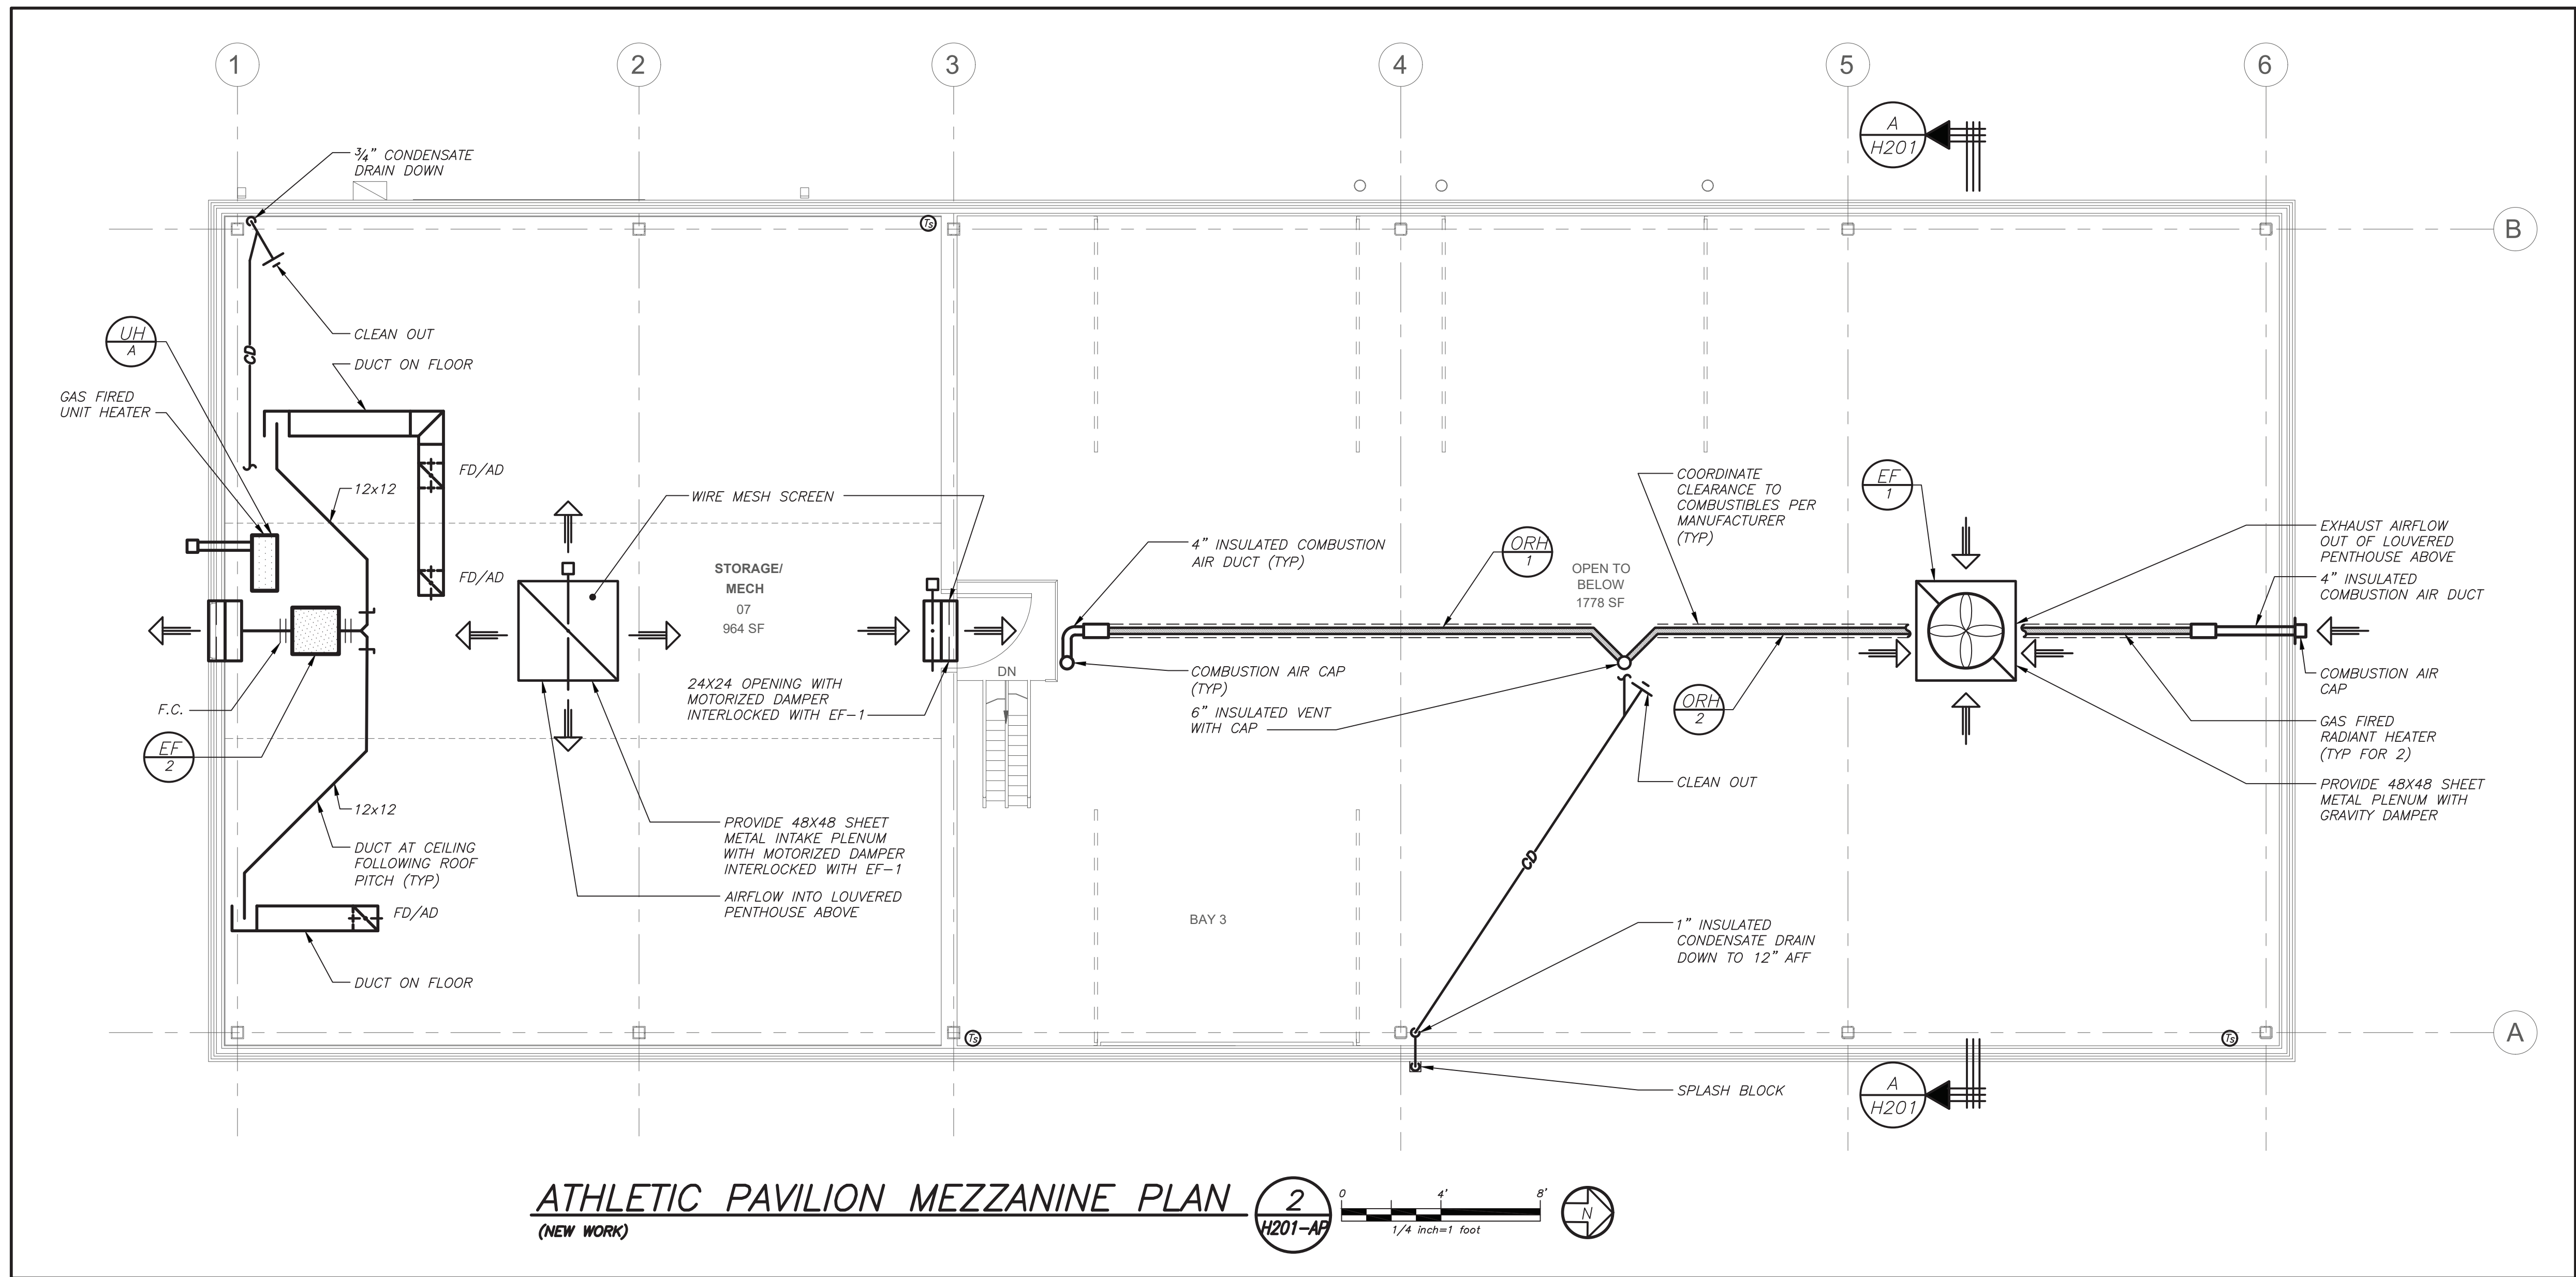 1
2
3
4
5
6
A
H201
¾" CONDENSATE
DRAIN DOWN
Ts
B
CLEAN OUT
UH
A
CD
DUCT ON FLOOR
GAS FIRED
UNIT HEATER
FD/AD
12x12
WIRE MESH SCREEN
COORDINATE
CLEARANCE TO
COMBUSTIBLES PER
MANUFACTURER
(TYP)
EF
1
EXHAUST AIRFLOW
OUT OF LOUVERED
PENTHOUSE ABOVE
4" INSULATED COMBUSTION
AIR DUCT (TYP)
ORH
1
STORAGE/
MECH
07
964 SF
OPEN TO
BELOW
1778 SF
FD/AD
4" INSULATED
COMBUSTION AIR DUCT
DN
COMBUSTION AIR CAP
(TYP)
COMBUSTION AIR
CAP
24X24 OPENING WITH
MOTORIZED DAMPER
INTERLOCKED WITH EF-1
F.C.
6" INSULATED VENT
WITH CAP
ORH
2
GAS FIRED
RADIANT HEATER
(TYP FOR 2)
EF
2
CLEAN OUT
PROVIDE 48X48 SHEET
METAL PLENUM WITH
GRAVITY DAMPER
12x12
PROVIDE 48X48 SHEET
METAL INTAKE PLENUM
WITH MOTORIZED DAMPER
INTERLOCKED WITH EF-1
DUCT AT CEILING
FOLLOWING ROOF
PITCH (TYP)
CD
AIRFLOW INTO LOUVERED
PENTHOUSE ABOVE
FD/AD
BAY 3
1" INSULATED
CONDENSATE DRAIN
DOWN TO 12" AFF
DUCT ON FLOOR
Ts
Ts
A
SPLASH BLOCK
A
H201
ATHLETIC PAVILION MEZZANINE PLAN
(NEW WORK)
2
H201-AP
0 4' 8'
1/4 inch=1 foot
N